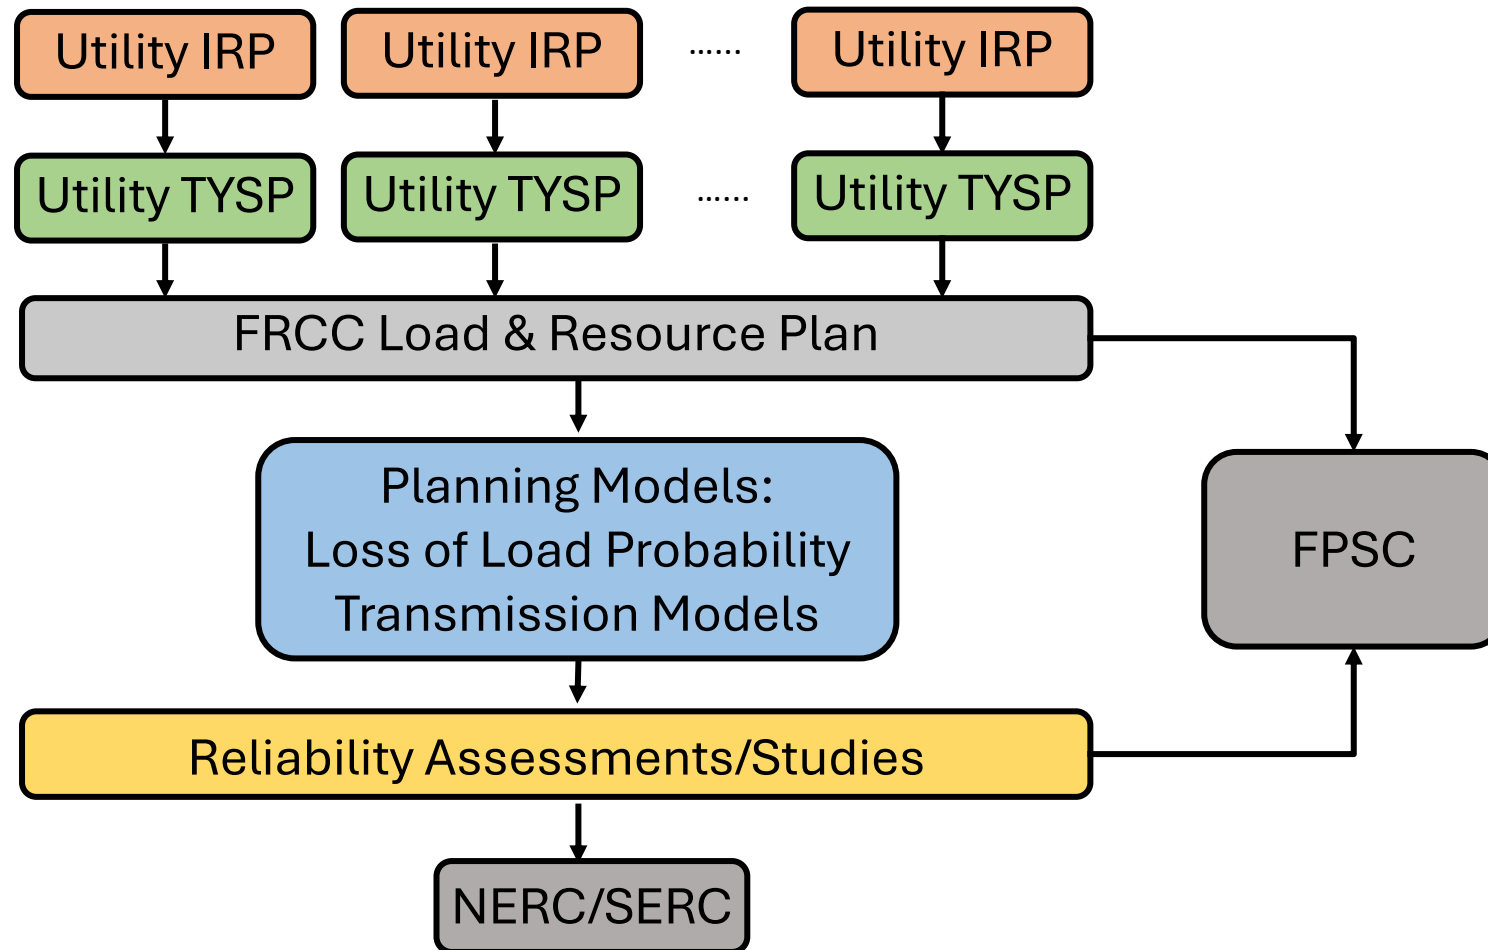 Utility IRP
Utility IRP
......
Utility IRP
Utility TYSP
Utility TYSP
......
Utility TYSP
FRCC Load & Resource Plan
Planning Models:
Loss of Load Probability
Transmission Models
FPSC
Reliability Assessments/Studies
NERC/SERC